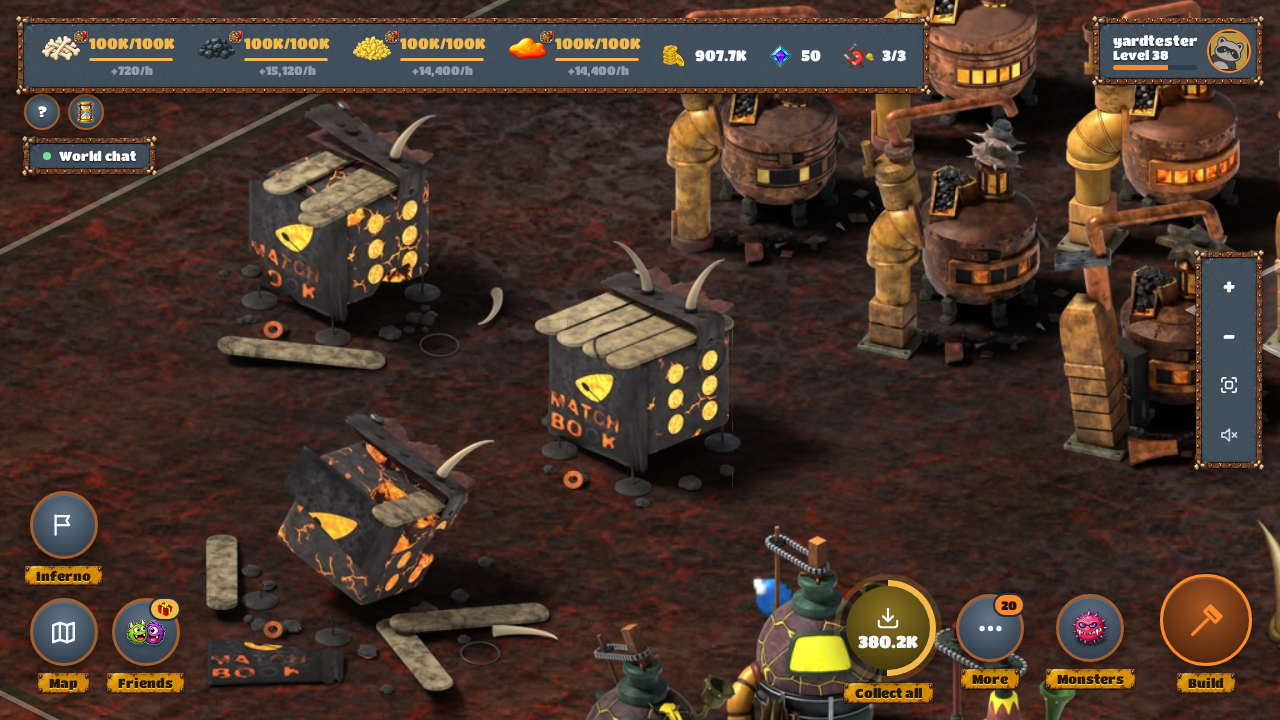 100K/100K
+720/h
100K/100K
+15,120/h
100K/100K
+14,400/h
100K/100K
+14,400/h
907.7K
50
3/3
yardtester
Level 38
?
World chat
MATCH
OK
MATCH
BOOK
MATCH
BOOK
+
-
Inferno
Map
Friends
380.2K
Collect all
20
More
Monsters
Build